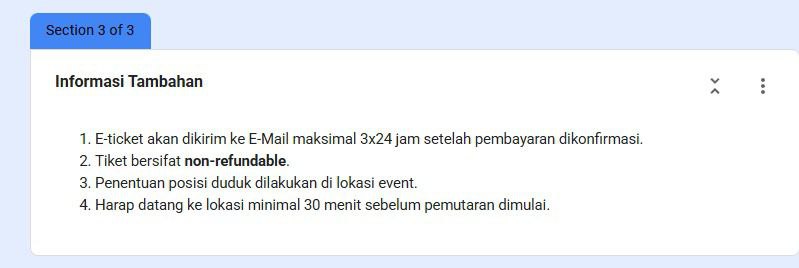 Section 3 of 3
Informasi Tambahan
1. E-ticket akan dikirim ke E-Mail maksimal 3x24 jam setelah pembayaran dikonfirmasi.
2. Tiket bersifat non-refundable.
3. Penentuan posisi duduk dilakukan di lokasi event.
4. Harap datang ke lokasi minimal 30 menit sebelum pemutaran dimulai.